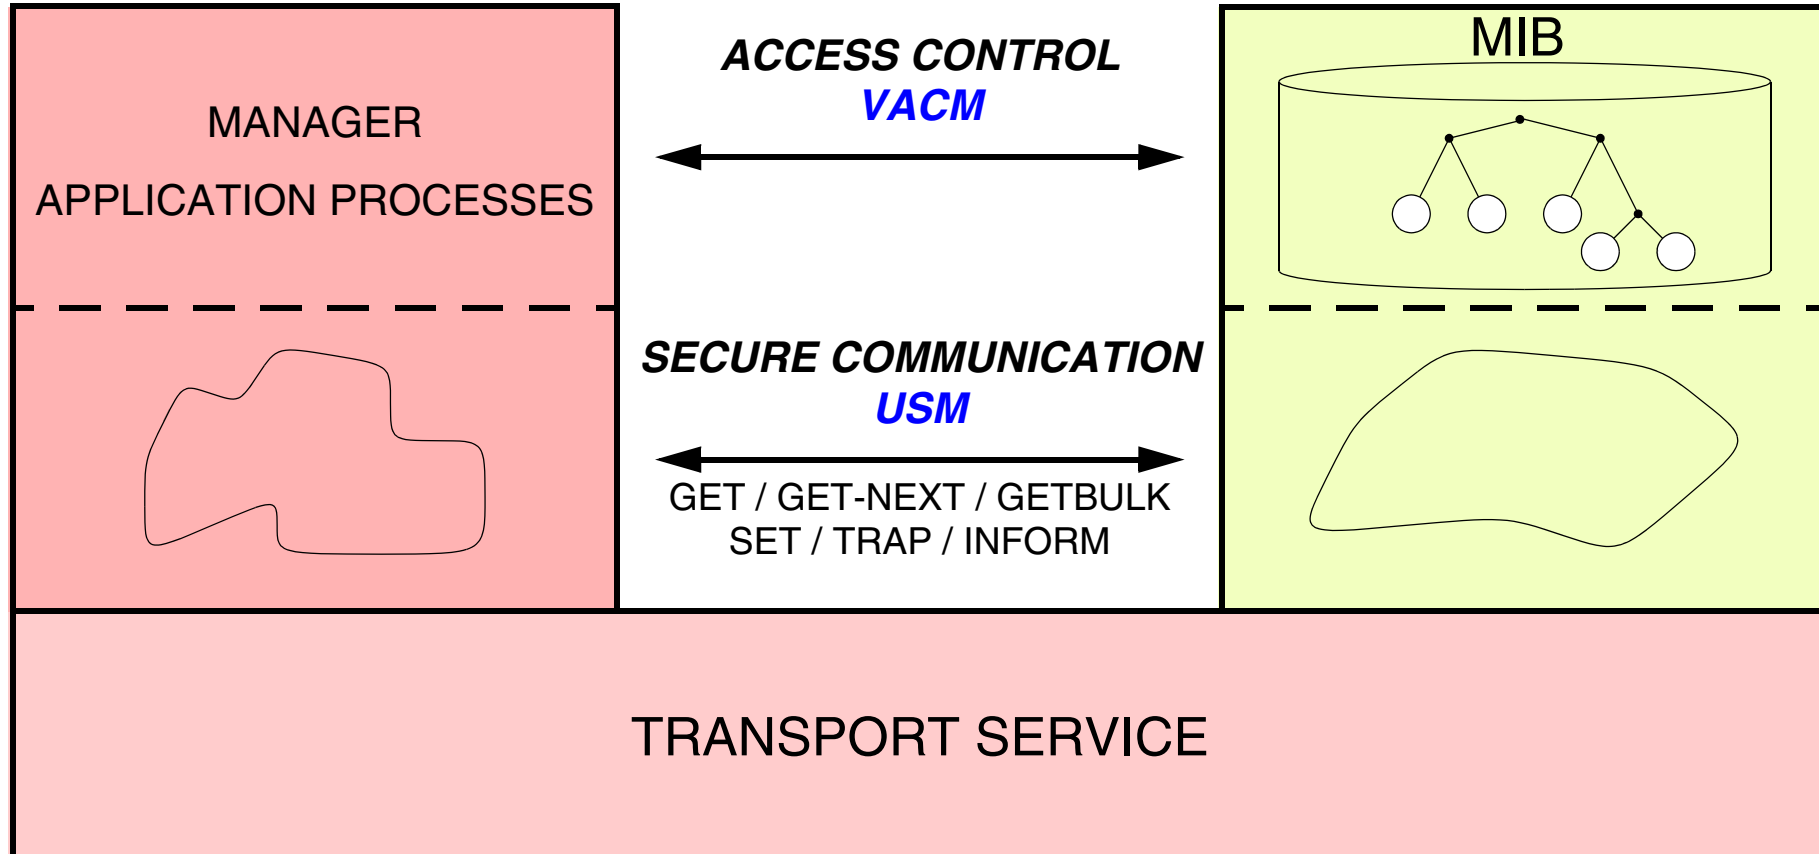 MANAGER
APPLICATION PROCESSES
ACCESS CONTROL
VACM
MIB
SECURE COMMUNICATION
USM
GET / GET-NEXT / GETBULK
SET / TRAP / INFORM
TRANSPORT SERVICE